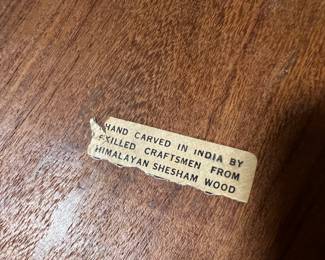 HAND CARVED IN INDIA BY
SKILLED CRAFTSMEN FROM
HIMALAYAN SHESHAM WOOD